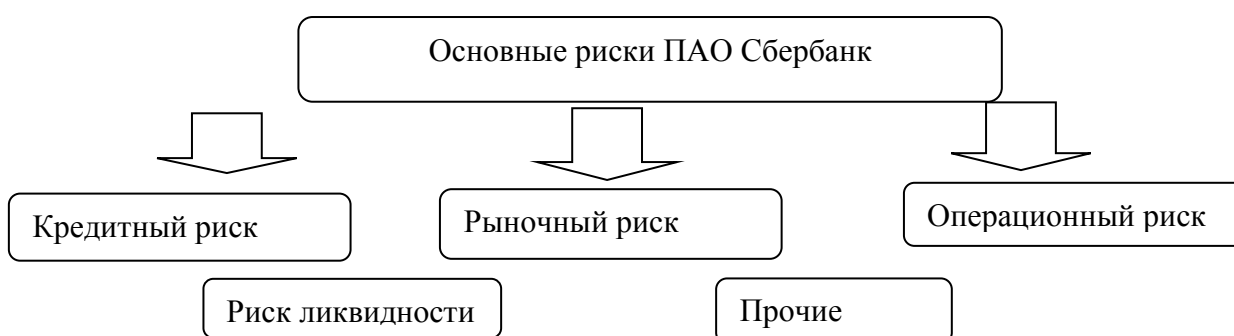 Основные риски ПАО Сбербанк
Кредитный риск
Рыночный риск
Операционный риск
Риск ликвидности
Прочие